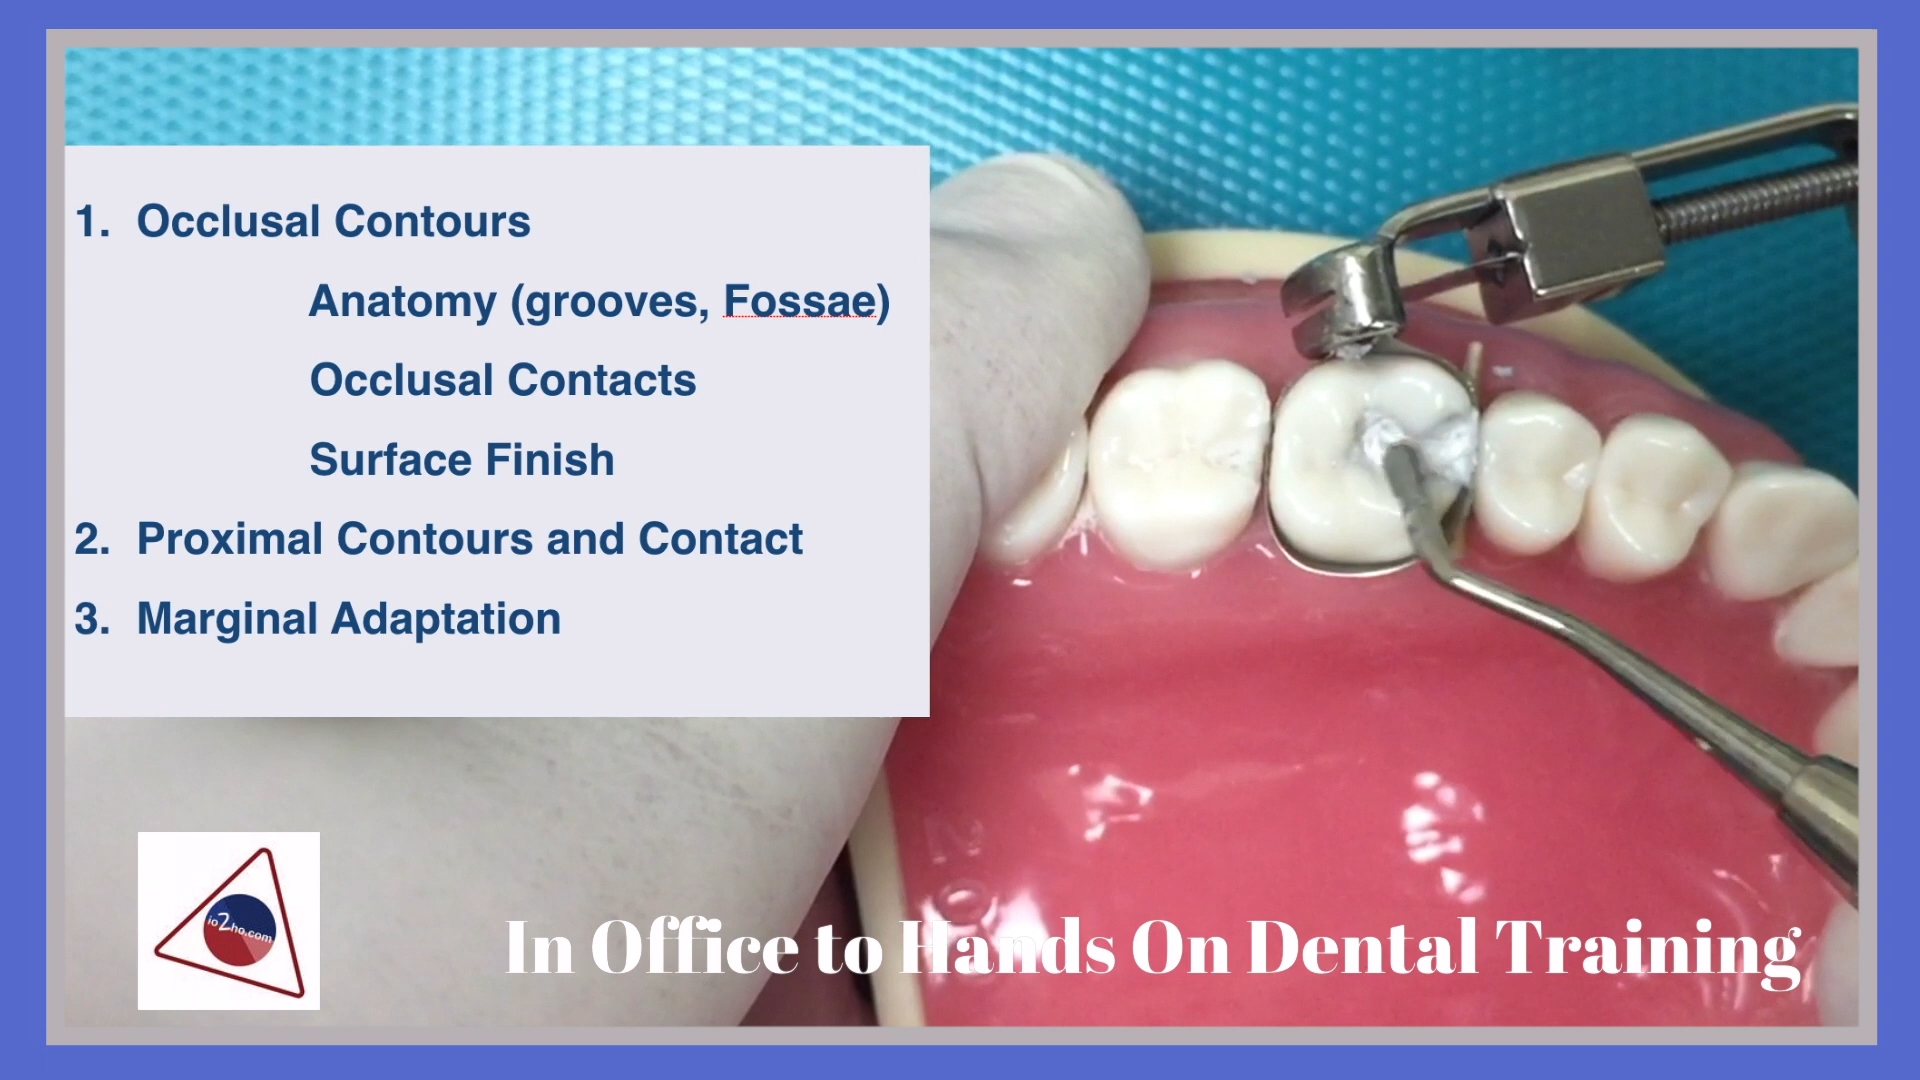 1. Occlusal Contours
Anatomy (grooves, Fossae)
Occlusal Contacts
Surface Finish
2. Proximal Contours and Contact
3. Marginal Adaptation
io2ho.com
In Office to Hands On Dental Training